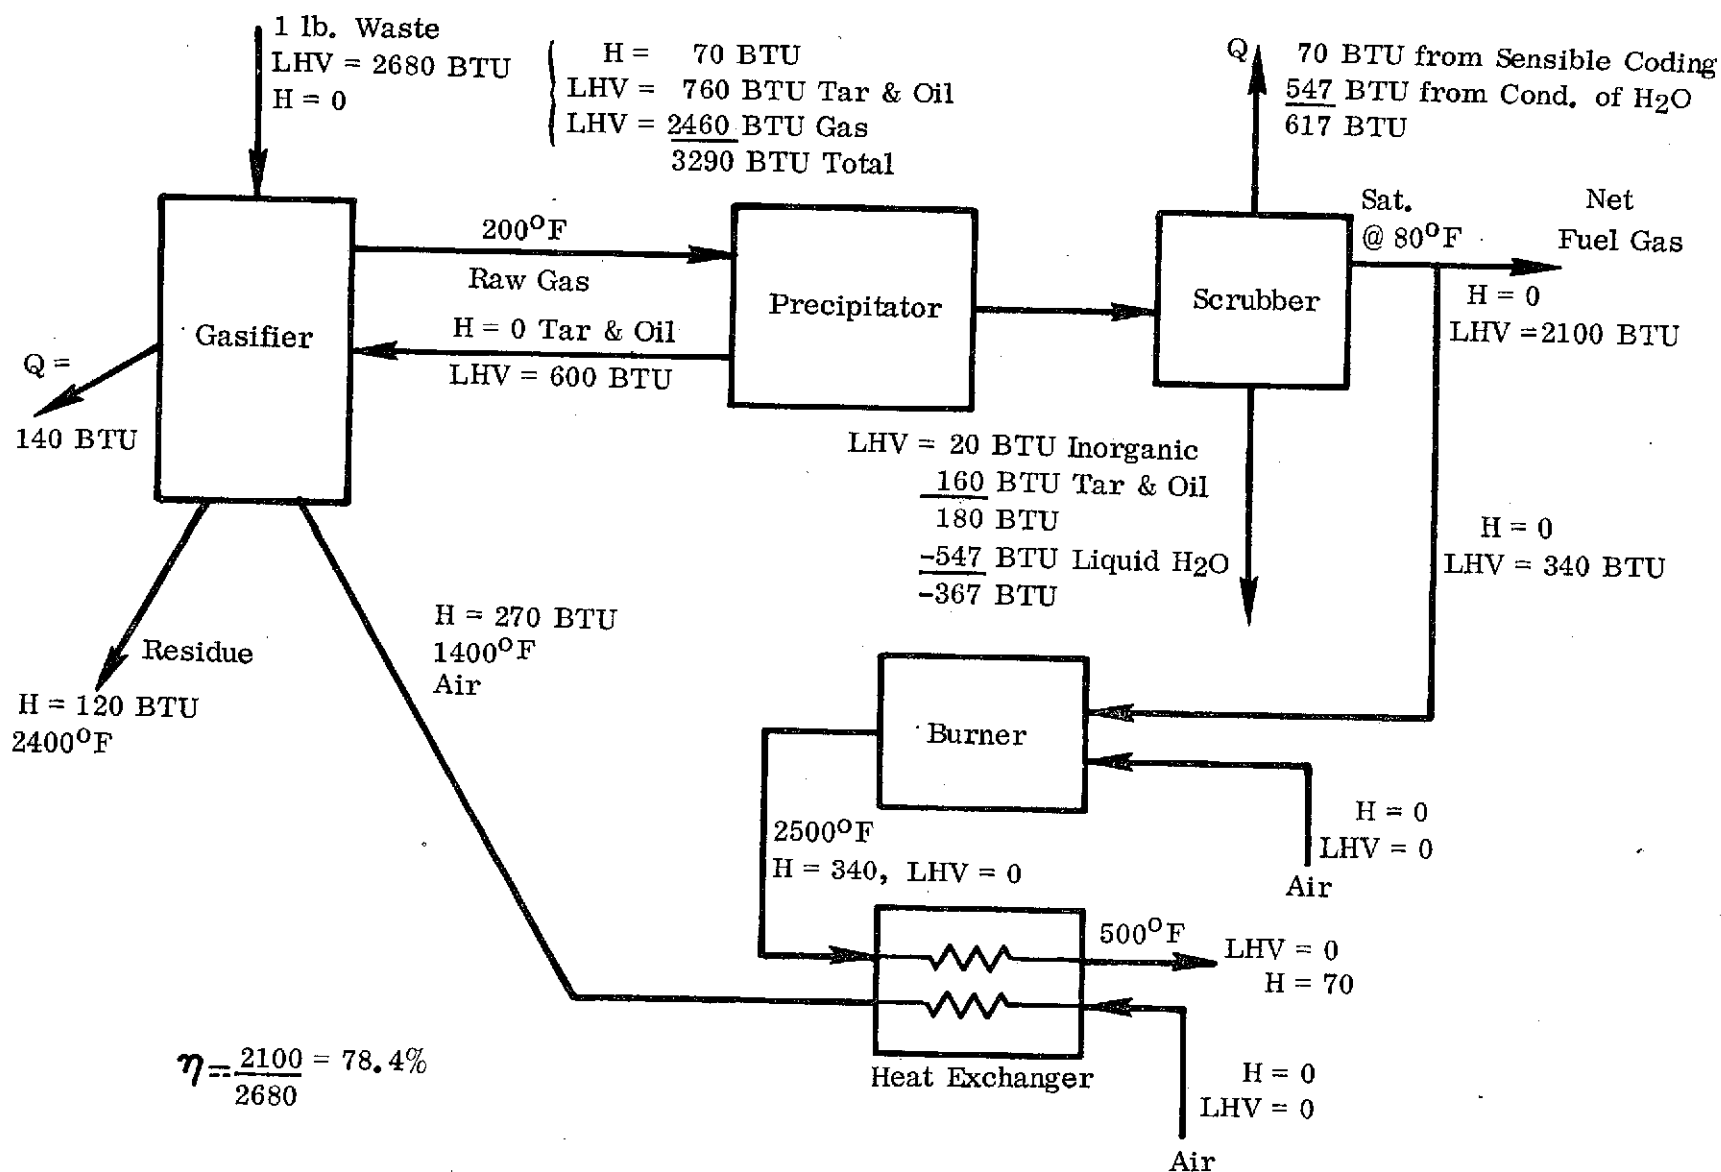 1 lb. Waste
LHV = 2680 BTU
H = 0
H = 70 BTU
LHV = 760 BTU Tar & Oil
LHV = 2460 BTU Gas
3290 BTU Total
Q
70 BTU from Sensible Coding
547 BTU from Cond. of H2O
617 BTU
Gasifier
200°F
Raw Gas
H = 0 Tar & Oil
LHV = 600 BTU
Precipitator
Scrubber
Sat.
@ 80°F
Net
Fuel Gas
H = 0
LHV =2100 BTU
Q =
140 BTU
LHV = 20 BTU Inorganic
160 BTU Tar & Oil
180 BTU
-547 BTU Liquid H2O
-367 BTU
H = 0
LHV = 340 BTU
Residue
H = 120 BTU
2400°F
H = 270 BTU
1400°F
Air
Burner
H = 0
LHV = 0
Air
2500°F
H = 340, LHV = 0
500°F
LHV = 0
H = 70
Heat Exchanger
H = 0
LHV = 0
Air
η = 2100 = 78.4%
2680